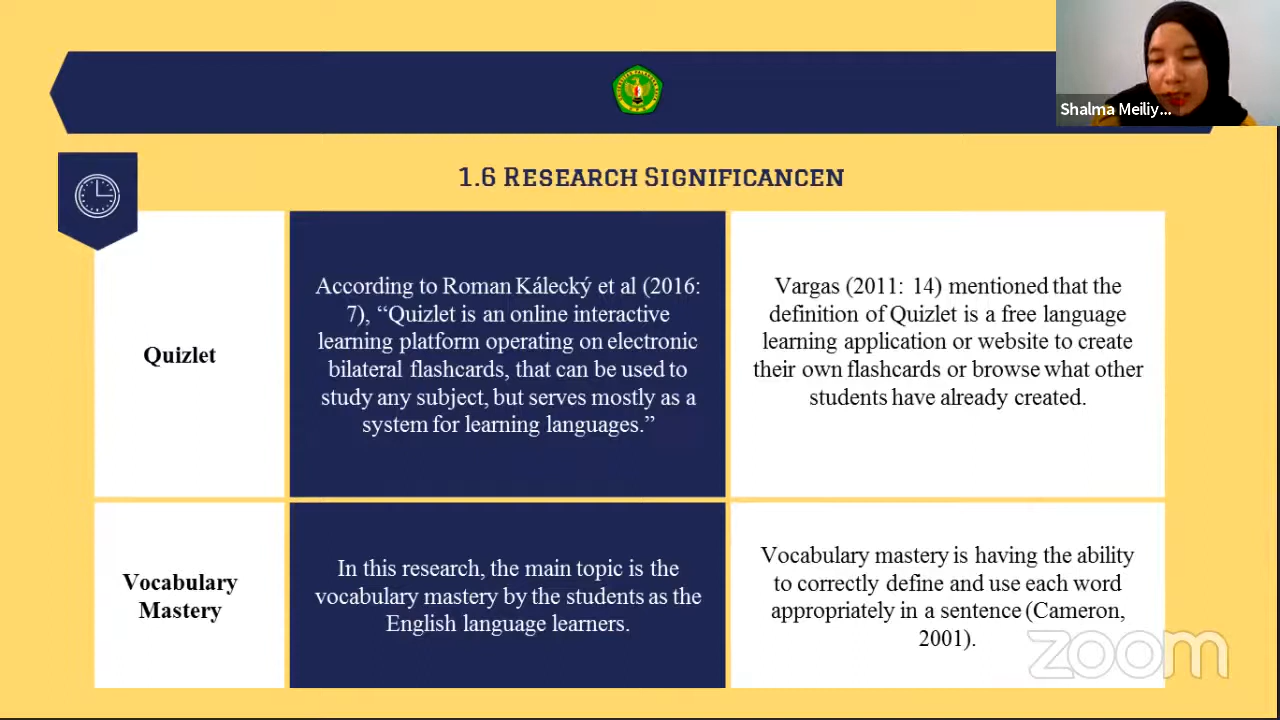 Shalma Meiliy...
1.6 Research Significancen
Quizlet
According to Roman Kálecký et al (2016:
7), “Quizlet is an online interactive
learning platform operating on electronic
bilateral flashcards, that can be used to
study any subject, but serves mostly as a
system for learning languages.”
Vargas (2011: 14) mentioned that the
definition of Quizlet is a free language
learning application or website to create
their own flashcards or browse what other
students have already created.
Vocabulary
Mastery
In this research, the main topic is the
vocabulary mastery by the students as the
English language learners.
Vocabulary mastery is having the ability
to correctly define and use each word
appropriately in a sentence (Cameron,
2001).
zoom